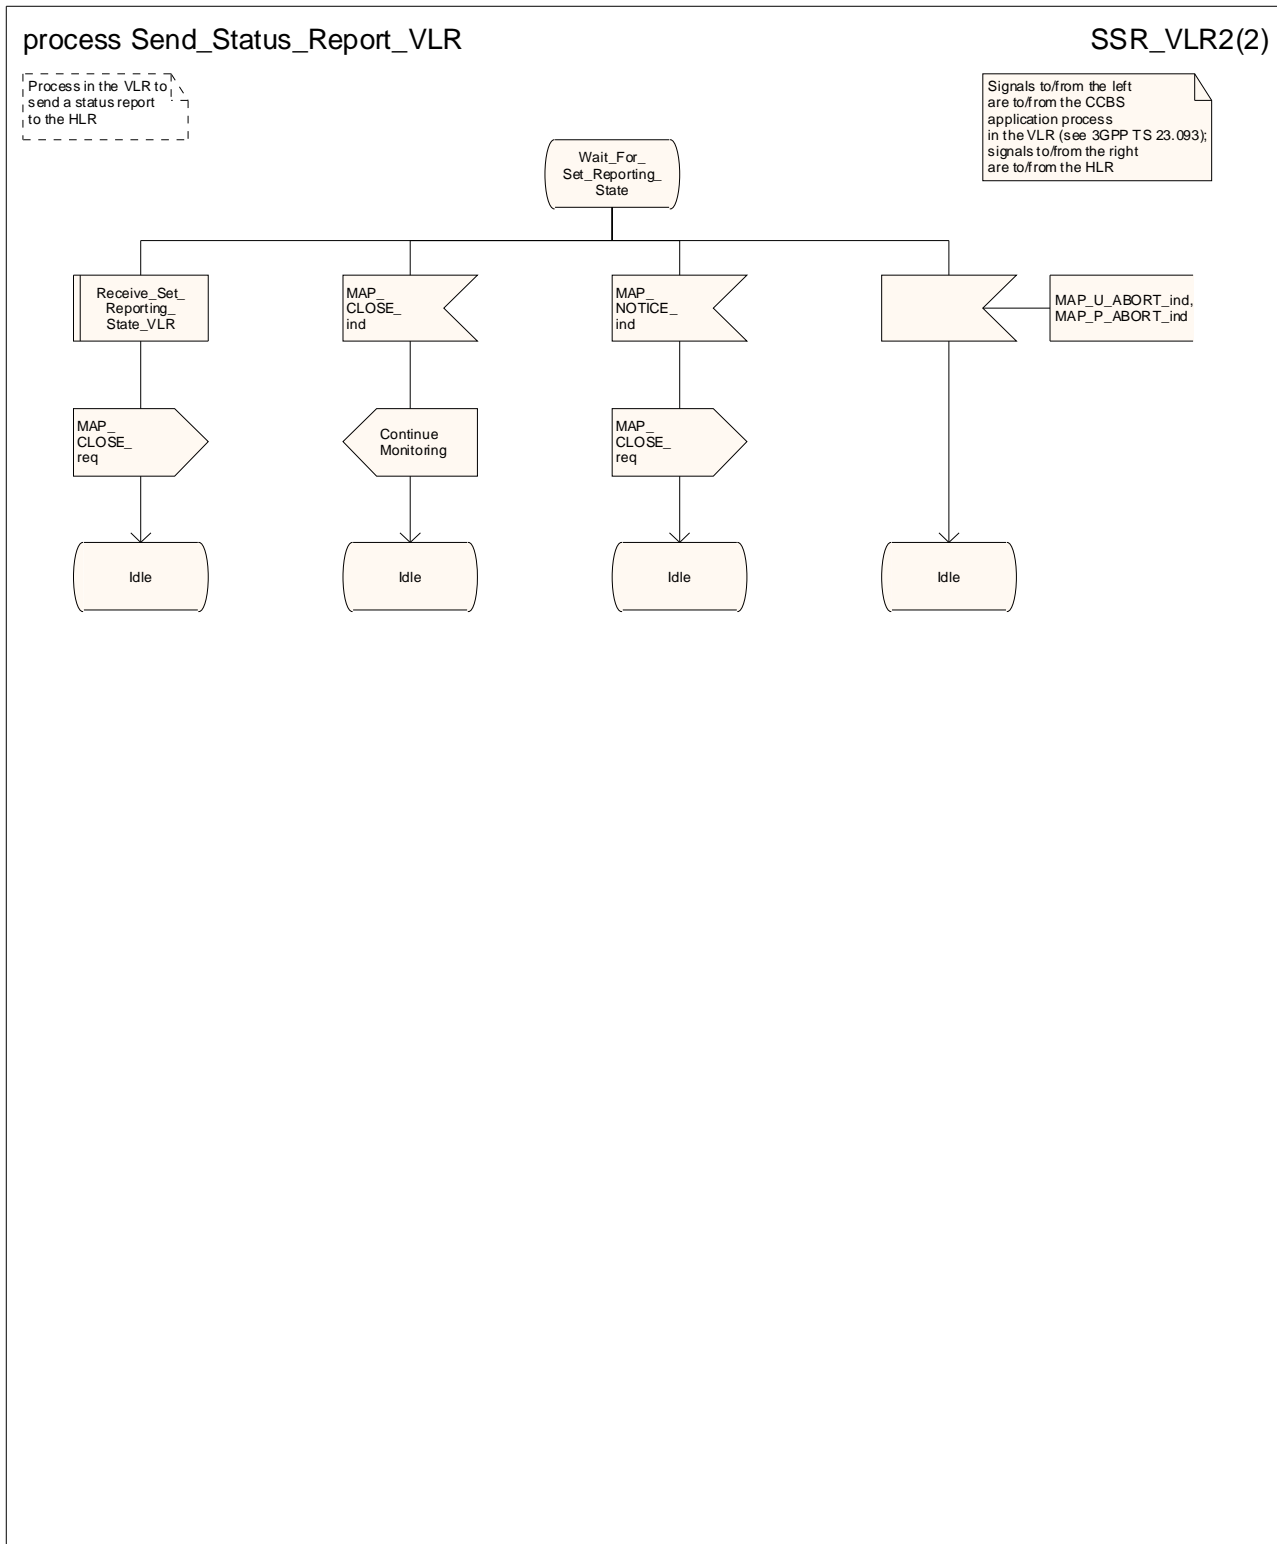 process Send_Status_Report_VLR
SSR_VLR2(2)
Process in the VLR to
send a status report
to the HLR
Signals to/from the left
are to/from the CCBS
application process
in the VLR (see 3GPP TS 23.093);
signals to/from the right
are to/from the HLR
Wait_For_
Set_Reporting_
State
Receive_Set_
Reporting_
State_VLR
MAP_
CLOSE_
ind
MAP_
NOTICE_
ind
MAP_U_ABORT_ind,
MAP_P_ABORT_ind
MAP_
CLOSE_
req
Continue
Monitoring
MAP_
CLOSE_
req
Idle
Idle
Idle
Idle